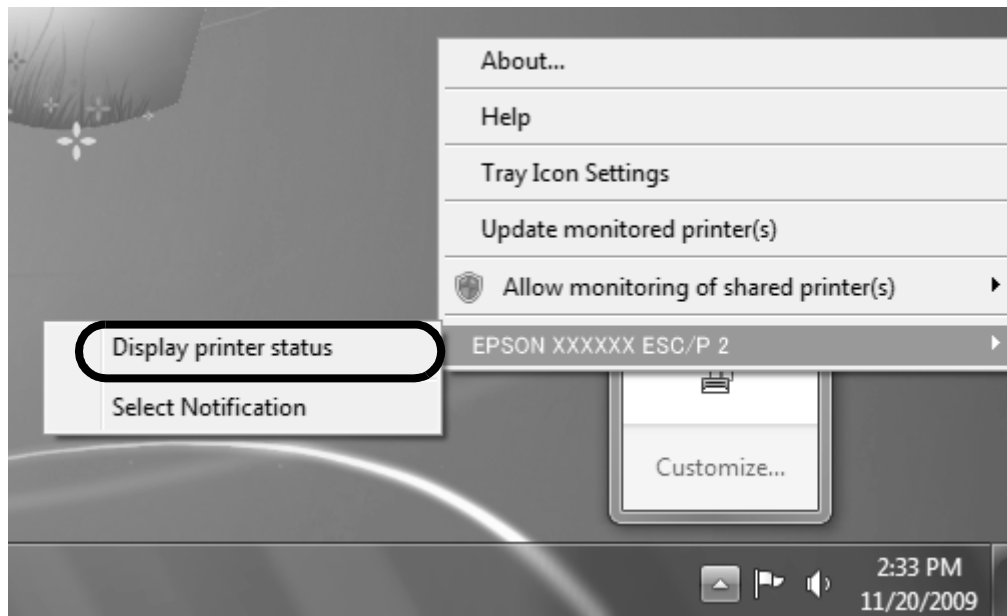 About...
Help
Tray Icon Settings
Update monitored printer(s)
Allow monitoring of shared printer(s)
EPSON XXXXXX ESC/P 2
Display printer status
Select Notification
Customize...
2:33 PM
11/20/2009